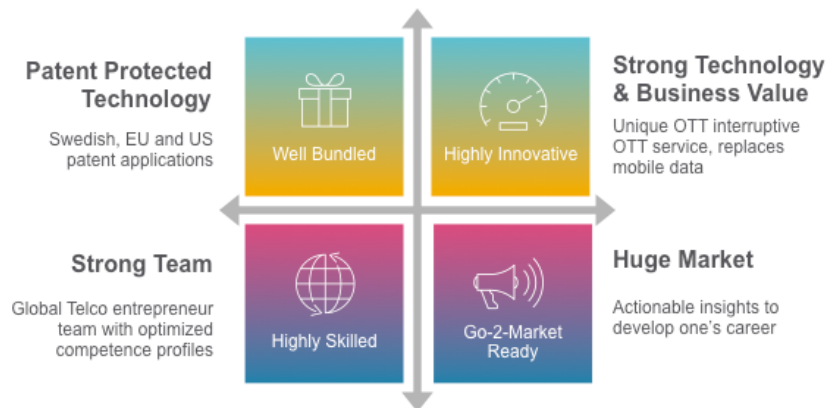 Patent Protected
Technology
Swedish, EU and US
patent applications
Well Bundled
Highly Innovative
Strong Technology
& Business Value
Unique OTT interruptive
OTT service, replaces
mobile data
Strong Team
Global Telco entrepreneur
team with optimized
competence profiles
Highly Skilled
Go-2-Market
Ready
Huge Market
Actionable insights to
develop one’s career